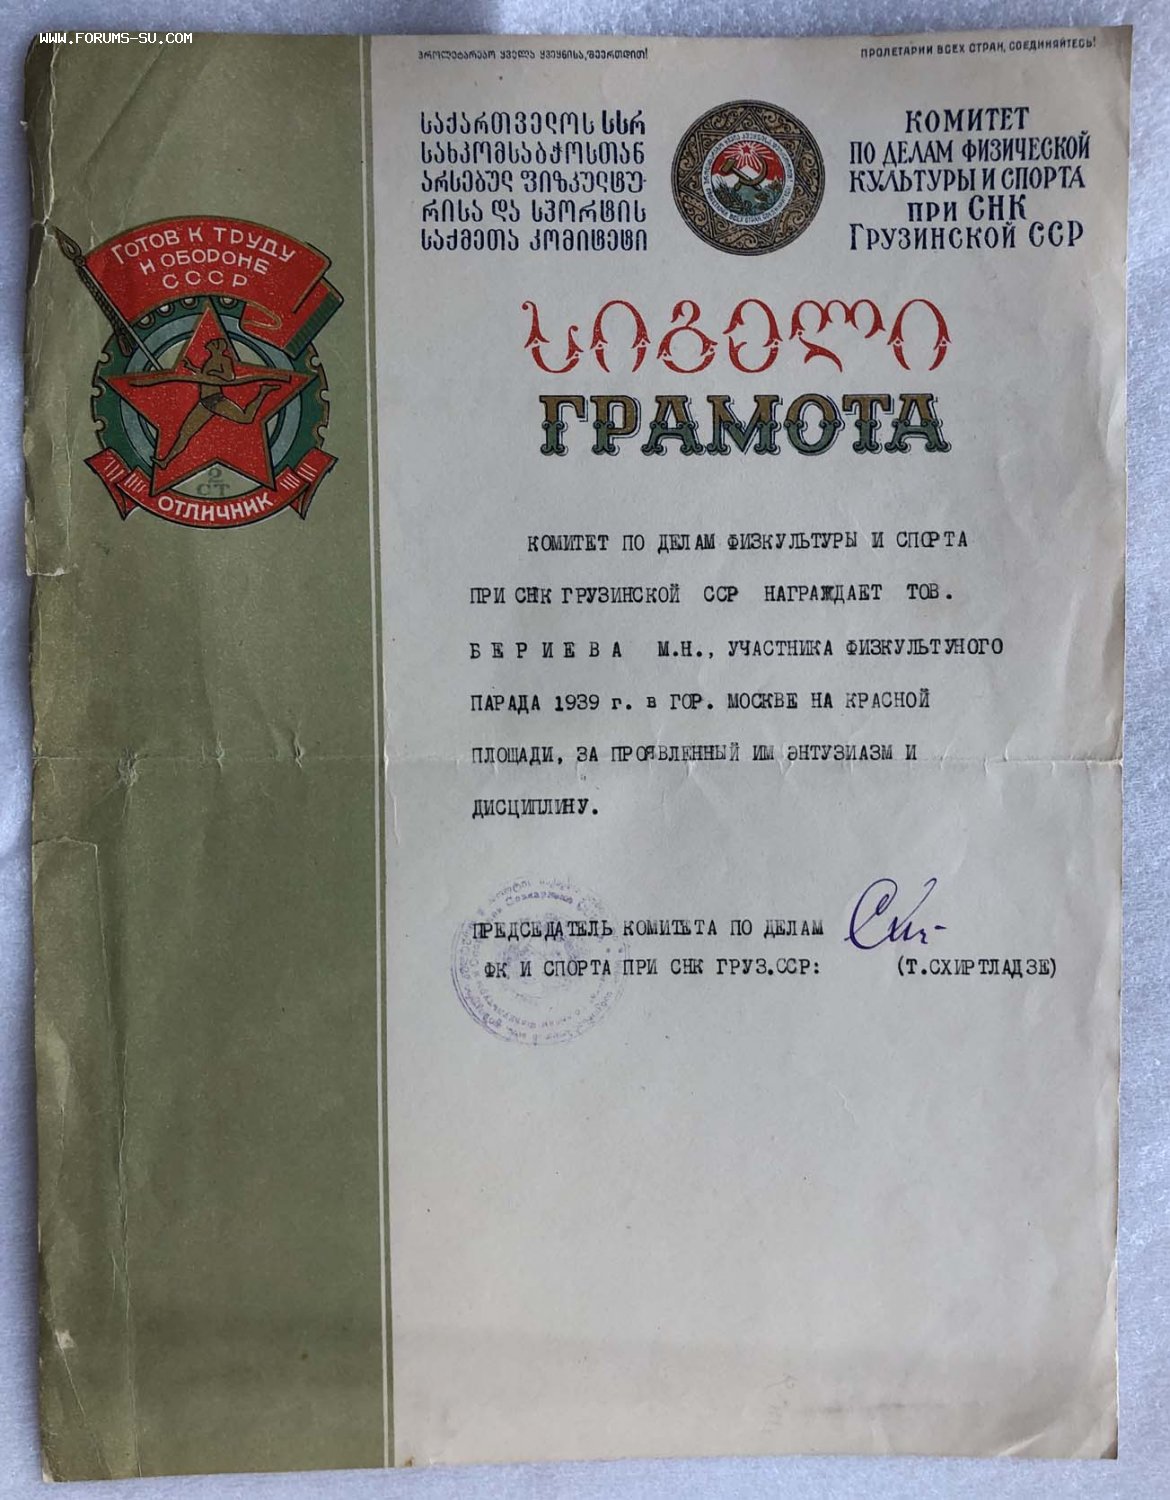 WWW.FORUMS-SU.COM
პროლეტარებო ყველა ქვეყნისა, შეერთდით!
ПРОЛЕТАРИИ ВСЕХ СТРАН, СОЕДИНЯЙТЕСЬ!
საქართველოს სსრ
სახკომსაბჭოსთან
არსებულ ფიზკულტუ-
რისა და სპორტის
საქმეთა კომიტეტი
КОМИТЕТ
ПО ДЕЛАМ ФИЗИЧЕСКОЙ
КУЛЬТУРЫ И СПОРТА
ПРИ СНК
ГРУЗИНСКОЙ ССР
ГОТОВ К ТРУДУ
И ОБОРОНЕ
СССР
2
СТ
ОТЛИЧНИК
სიგელი
ГРАМОТА
КОМИТЕТ ПО ДЕЛАМ ФИЗКУЛЬТУРЫ И СПОРТА
ПРИ СНК ГРУЗИНСКОЙ ССР НАГРАЖДАЕТ ТОВ.
Б Е Р И Е В А М.Н., УЧАСТНИКА ФИЗКУЛЬТУНОГО
ПАРАДА 1939 г. в ГОР. МОСКВЕ НА КРАСНОЙ
ПЛОЩАДИ, ЗА ПРОЯВЛЕННЫЙ ИМ ЭНТУЗИАЗМ И
ДИСЦИПЛИНУ.
ПРЕДСЕДАТЕЛЬ КОМИТЕТА ПО ДЕЛАМ
ФК И СПОРТА ПРИ СНК ГРУЗ.ССР: (Т.СХИРТЛАДЗЕ)